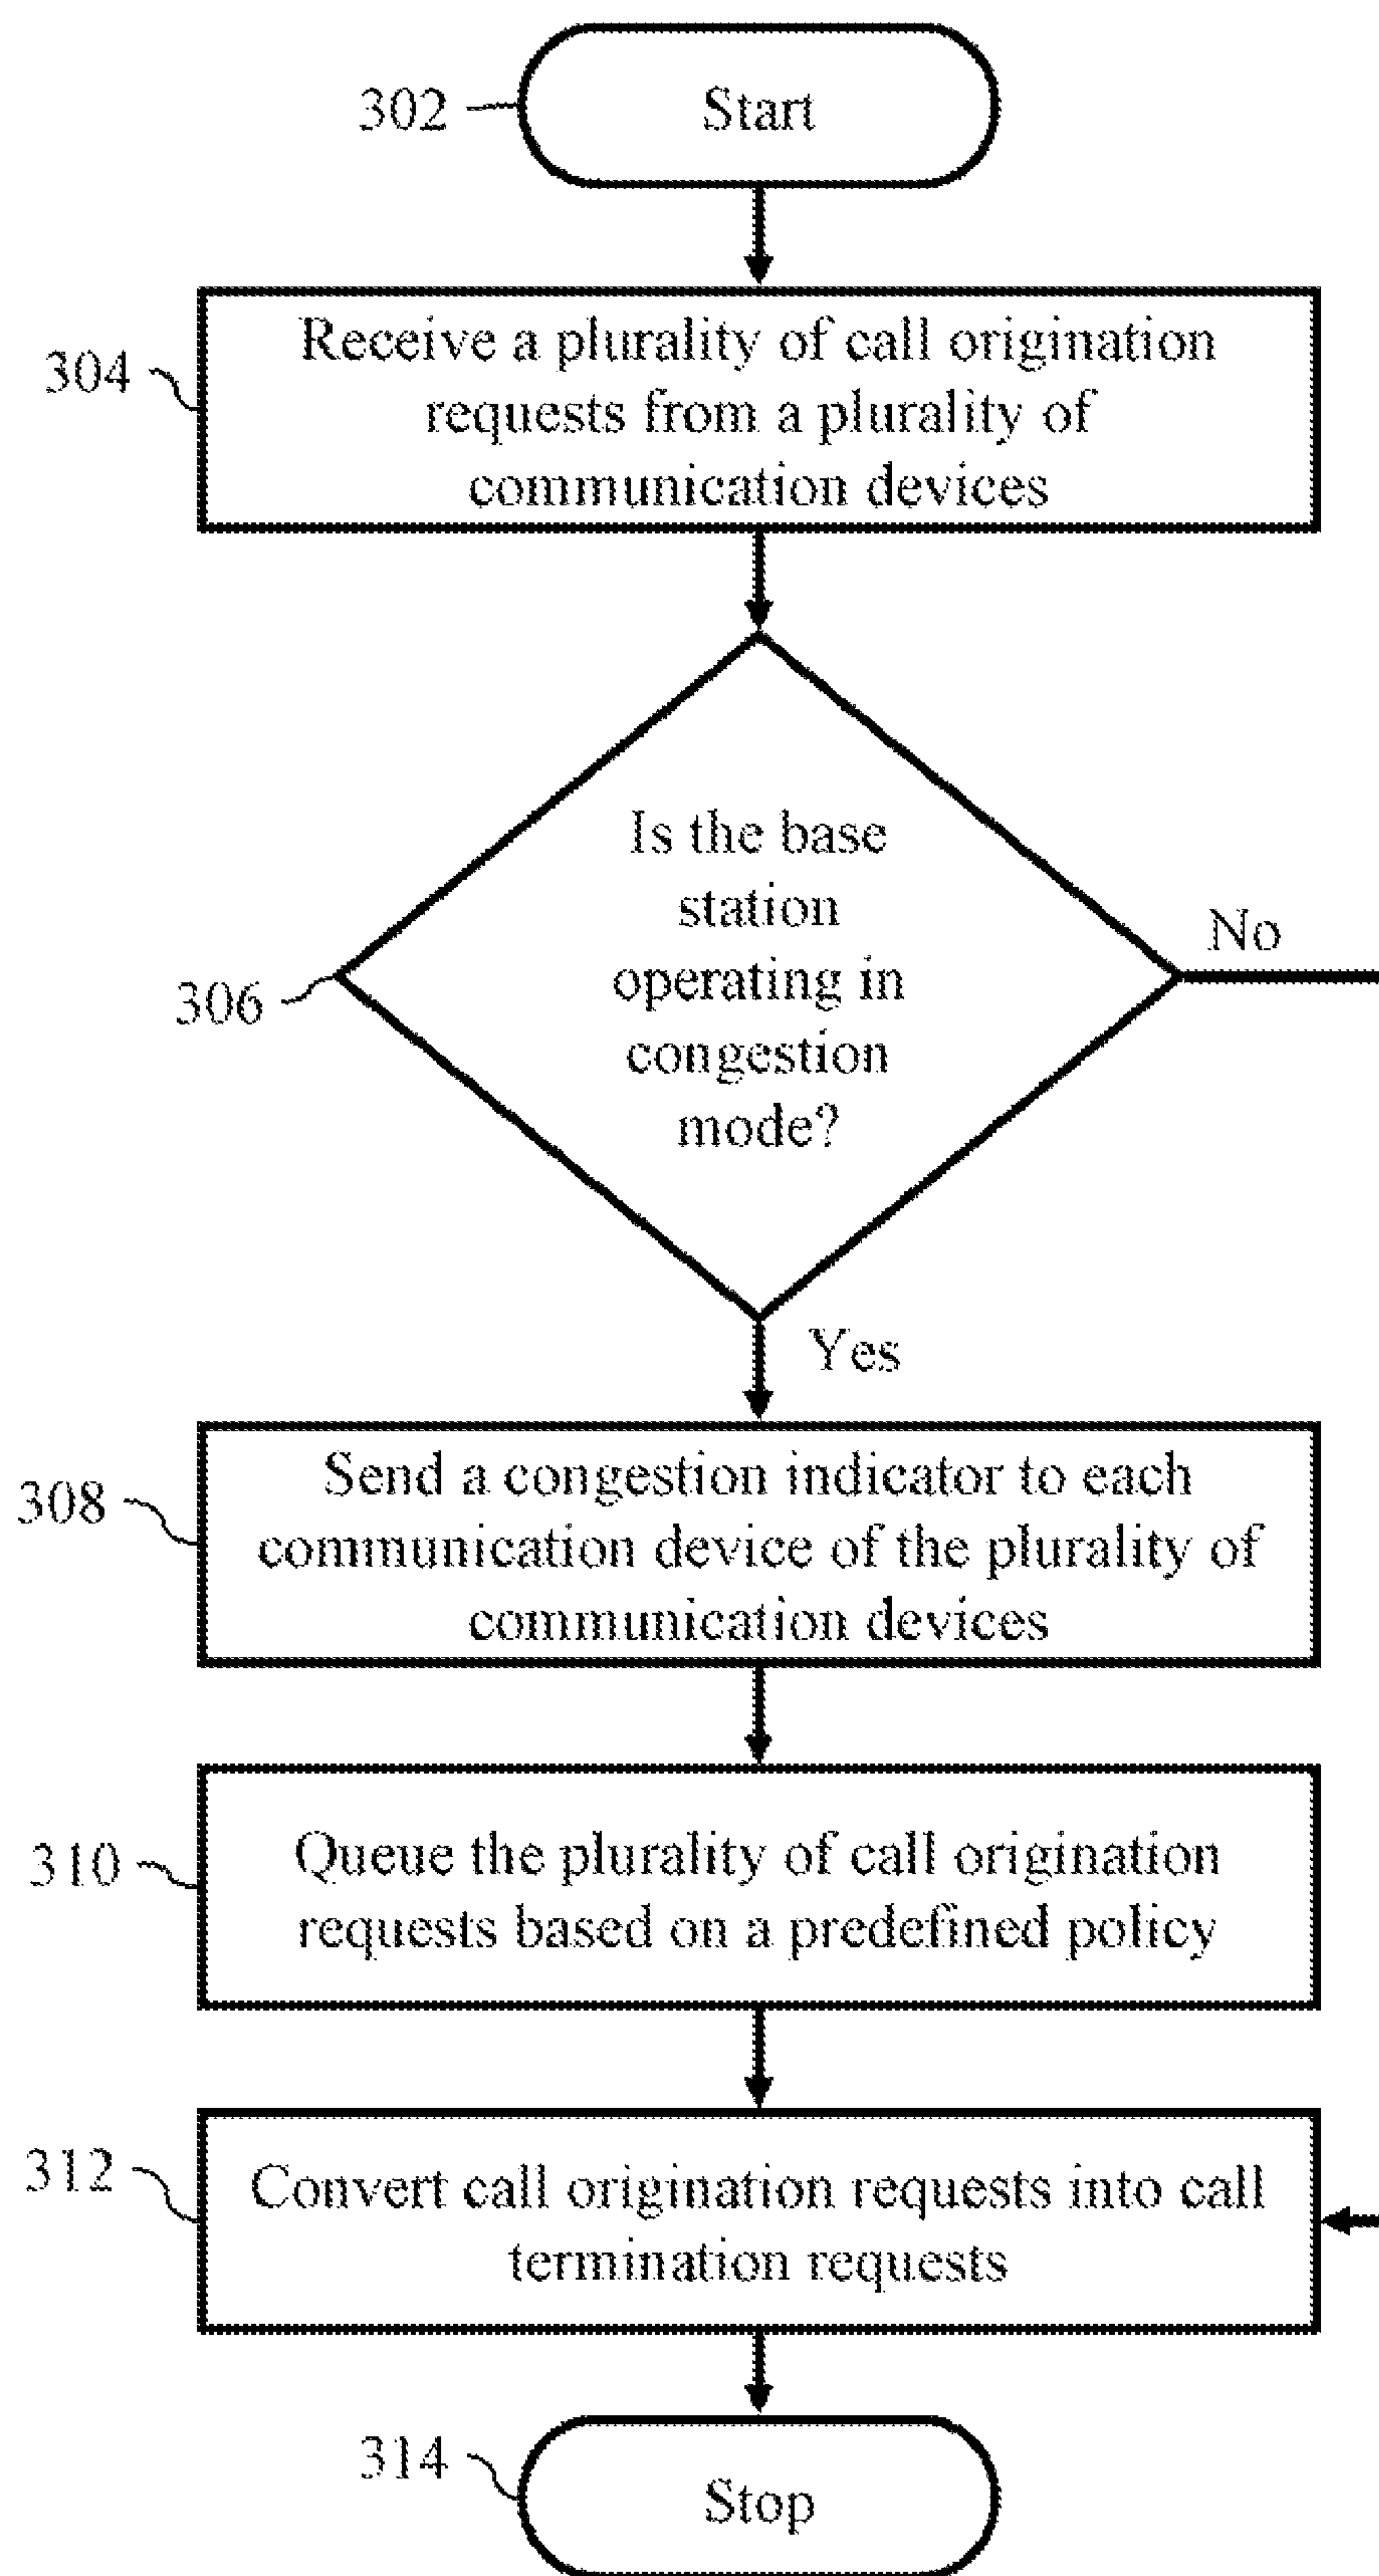 302
Start
304
Receive a plurality of call origination
requests from a plurality of
communication devices
306
Is the base
station
operating in
congestion
mode?
No
Yes
308
Send a congestion indicator to each
communication device of the plurality of
communication devices
310
Queue the plurality of call origination
requests based on a predefined policy
312
Convert call origination requests into call
termination requests
314
Stop